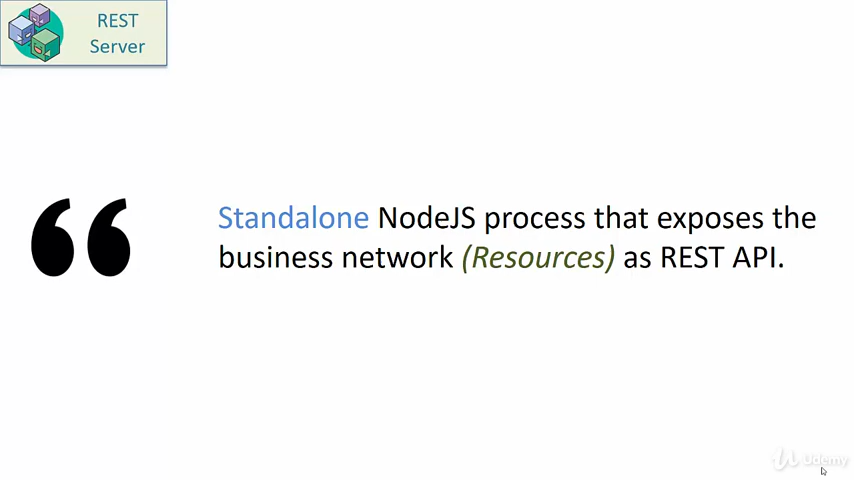 REST
Server
Standalone NodeJS process that exposes the
business network (Resources) as REST API.
Udemy